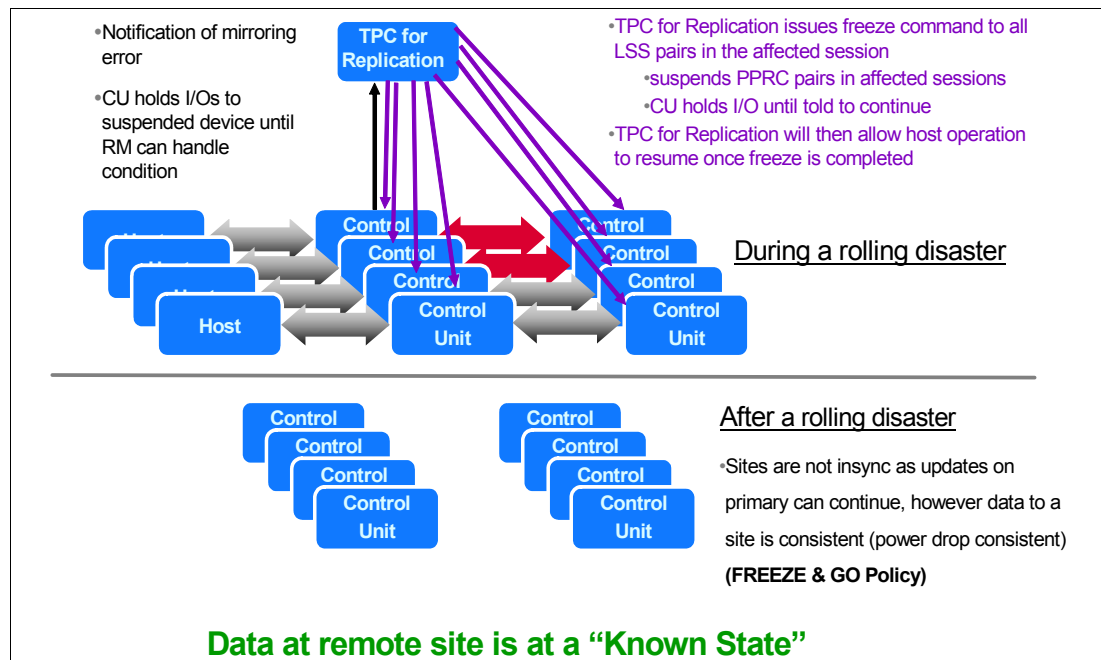 •Notification of mirroring
error
•CU holds I/Os to
suspended device until
RM can handle
condition
TPC for
Replication
•TPC for Replication issues freeze command to all
LSS pairs in the affected session
•suspends PPRC pairs in affected sessions
•CU holds I/O until told to continue
•TPC for Replication will then allow host operation
to resume once freeze is completed
Host
Host
Host
Host
Control
Control
Control
Control
Unit
Control
Control
Control
Control
Unit
During a rolling disaster
Control
Control
Control
Control
Unit
Control
Control
Control
Control
Unit
After a rolling disaster
•Sites are not insync as updates on
primary can continue, however data to a
site is consistent (power drop consistent)
(FREEZE & GO Policy)
Data at remote site is at a “Known State”